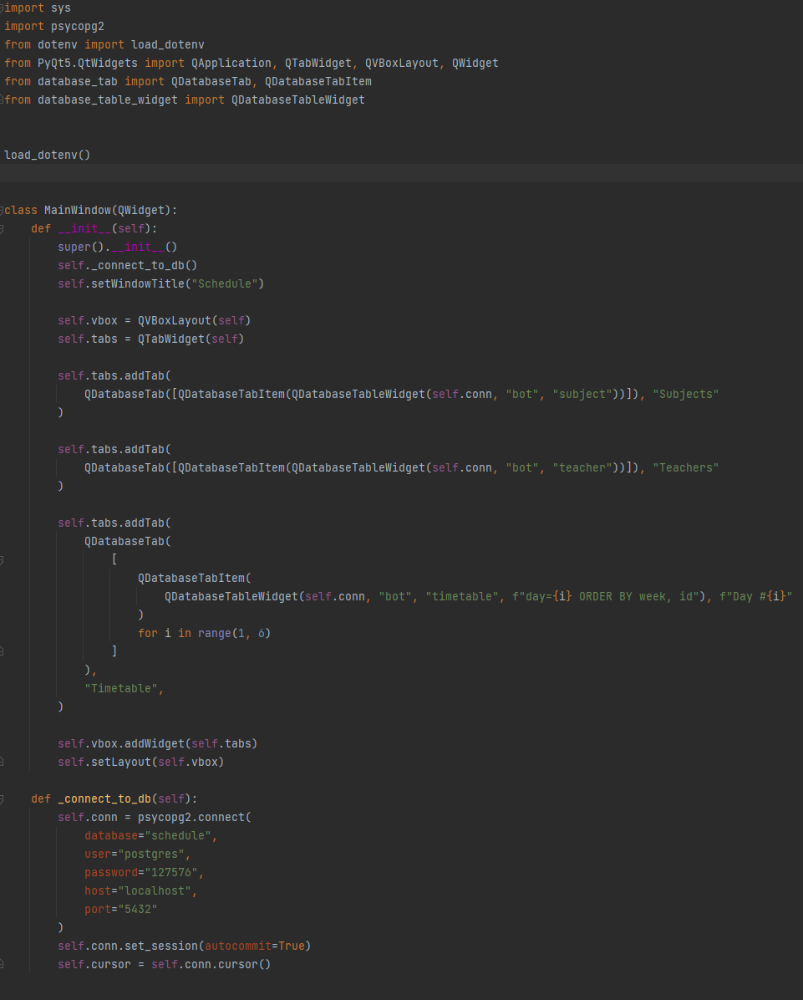 import sys
import psycopg2
from dotenv import load_dotenv
from PyQt5.QtWidgets import QApplication, QTabWidget, QVBoxLayout, QWidget
from database_tab import QDatabaseTab, QDatabaseTabItem
from database_table_widget import QDatabaseTableWidget
load_dotenv()
class MainWindow(QWidget):
    def __init__(self):
        super().__init__()
        self._connect_to_db()
        self.setWindowTitle("Schedule")
        self.vbox = QVBoxLayout(self)
        self.tabs = QTabWidget(self)
        self.tabs.addTab(
            QDatabaseTab([QDatabaseTabItem(QDatabaseTableWidget(self.conn, "bot", "subject"))]), "Subjects"
        )
        self.tabs.addTab(
            QDatabaseTab([QDatabaseTabItem(QDatabaseTableWidget(self.conn, "bot", "teacher"))]), "Teachers"
        )
        self.tabs.addTab(
            QDatabaseTab(
                [
                    QDatabaseTabItem(
                        QDatabaseTableWidget(self.conn, "bot", "timetable", f"day={i} ORDER BY week, id"), f"Day #{i}"
                    )
                    for i in range(1, 6)
                ]
            ),
            "Timetable",
        )
        self.vbox.addWidget(self.tabs)
        self.setLayout(self.vbox)
    def _connect_to_db(self):
        self.conn = psycopg2.connect(
            database="schedule",
            user="postgres",
            password="127576",
            host="localhost",
            port="5432"
        )
        self.conn.set_session(autocommit=True)
        self.cursor = self.conn.cursor()